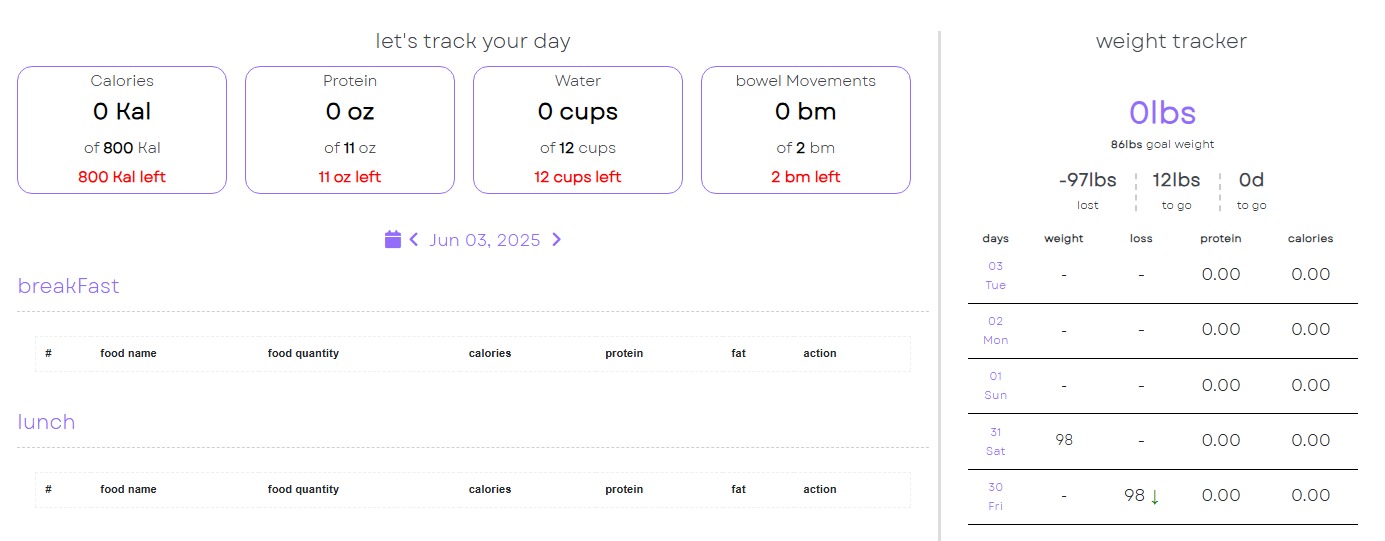 let's track your day
Calories
0 Kal
of 800 Kal
800 Kal left
Protein
0 oz
of 11 oz
11 oz left
Water
0 cups
of 12 cups
12 cups left
bowel Movements
0 bm
of 2 bm
2 bm left
Jun 03, 2025
breakFast
# food name food quantity calories protein fat action
lunch
# food name food quantity calories protein fat action
weight tracker
0lbs
86lbs goal weight
-97lbs 12lbs 0d
lost to go to go
days weight loss protein calories
03 Tue - - 0.00 0.00
02 Mon - - 0.00 0.00
01 Sun - - 0.00 0.00
31 Sat 98 - 0.00 0.00
30 Fri - 98 ↓ 0.00 0.00